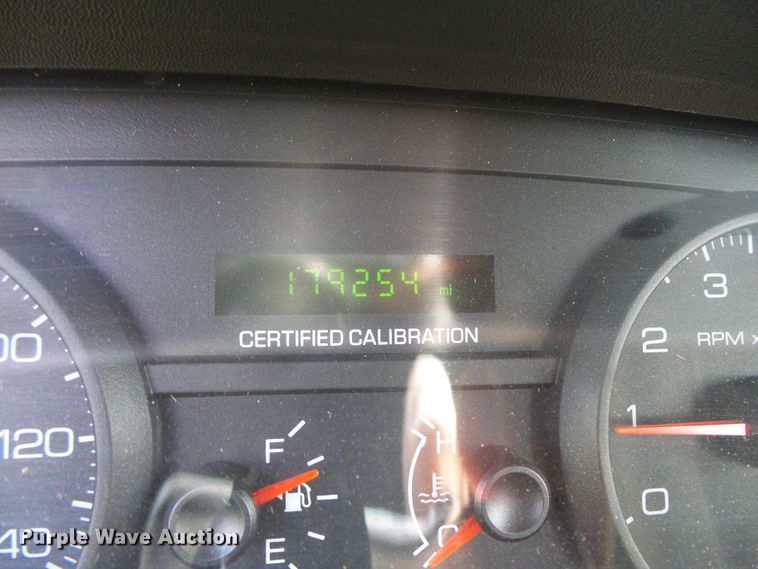 179254 mi
CERTIFIED CALIBRATION
3
2
RPM
1
0
120
F
E
H
C
Purple Wave Auction